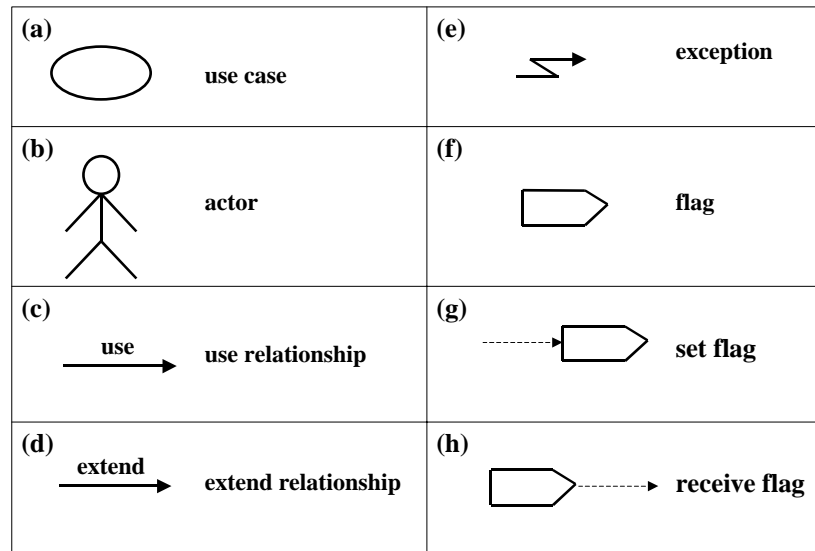 (a)
use case
(b)
actor
(c)
use
use relationship
(d)
extend
extend relationship
(e)
exception
(f)
flag
(g)
set flag
(h)
receive flag